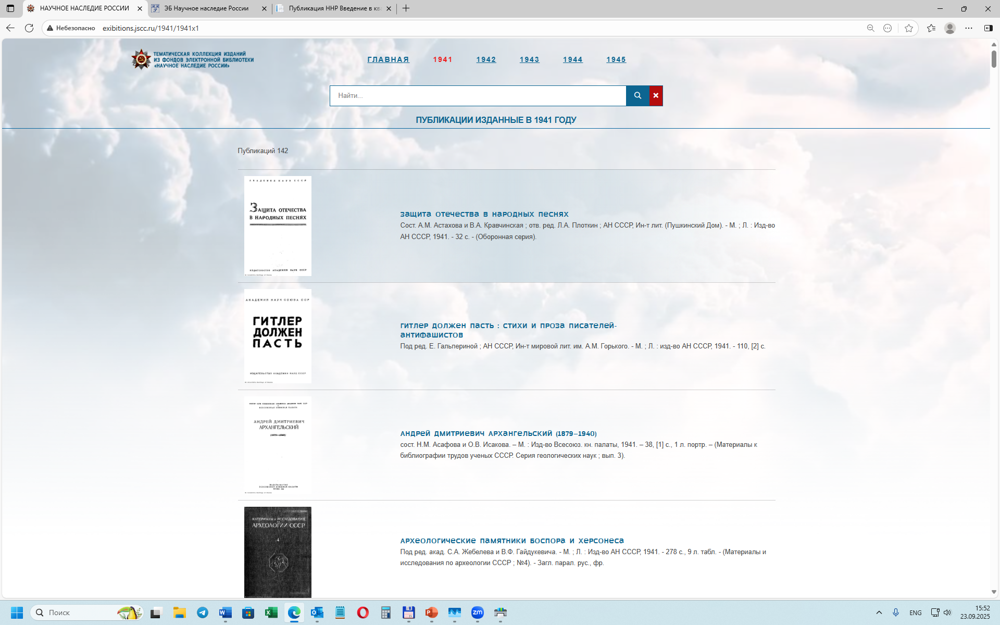 НАУЧНОЕ НАСЛЕДИЕ РОССИИ
ЭБ Научное наследие России
Публикация ННР Введение в ква
Небезопасно
exibitions.jscc.ru/1941/1941x1
ТЕМАТИЧЕСКАЯ КОЛЛЕКЦИЯ ИЗДАНИЙ
ИЗ ФОНДОВ ЭЛЕКТРОННОЙ БИБЛИОТЕКИ
«НАУЧНОЕ НАСЛЕДИЕ РОССИИ»
ГЛАВНАЯ 1941 1942 1943 1944 1945
Найти...
ПУБЛИКАЦИИ ИЗДАННЫЕ В 1941 ГОДУ
Публикаций 142
АКАДЕМИЯ НАУК СССР
ЗАЩИТА ОТЕЧЕСТВА
В НАРОДНЫХ ПЕСНЯХ
ИЗДАТЕЛЬСТВО АКАДЕМИИ НАУК СССР
защита отечества в народных песнях
Сост. А.М. Астахова и В.А. Кравчинская ; отв. ред. Л.А. Плоткин ; АН СССР, Ин-т лит. (Пушкинский Дом). - М. ; Л. : Изд-во
АН СССР, 1941. - 32 с. - (Оборонная серия).
АКАДЕМИЯ НАУК СОЮЗА ССР
ГИТЛЕР
ДОЛЖЕН
ПАСТЬ
ИЗДАТЕЛЬСТВО АКАДЕМИИ НАУК СССР
гитлер должен пасть : стихи и проза писателей-
антифашистов
Под ред. Е. Гальпериной ; АН СССР, Ин-т мировой лит. им. А.М. Горького. - М. ; Л. : изд-во АН СССР, 1941. - 110, [2] с.
ВСЕСОЮЗНАЯ КНИЖНАЯ ПАЛАТА
АНДРЕЙ ДМИТРИЕВИЧ
АРХАНГЕЛЬСКИЙ
(1879—1940)
ИЗДАТЕЛЬСТВО
ВСЕСОЮЗНОЙ КНИЖНОЙ ПАЛАТЫ
андрей дмитриевич архангельский (1879–1940)
сост. Н.М. Асафова и О.В. Исакова. – М. : Изд-во Всесоюз. кн. палаты, 1941. – 38, [1] с., 1 л. портр. – (Материалы к
библиографии трудов ученых СССР. Серия геологических наук ; вып. 3).
МАТЕРИАЛЫ И ИССЛЕДОВАНИЯ
ПО
АРХЕОЛОГИИ СССР
4
археологические памятники боспора и херсонеса
Под ред. акад. С.А. Жебелева и В.Ф. Гайдукевича. - М. ; Л. : Изд-во АН СССР, 1941. - 278 с., 9 л. табл. - (Материалы и
исследования по археологии СССР ; №4). - Загл. парал. рус., фр.
Поиск
zm
ENG
15:52
23.09.2025